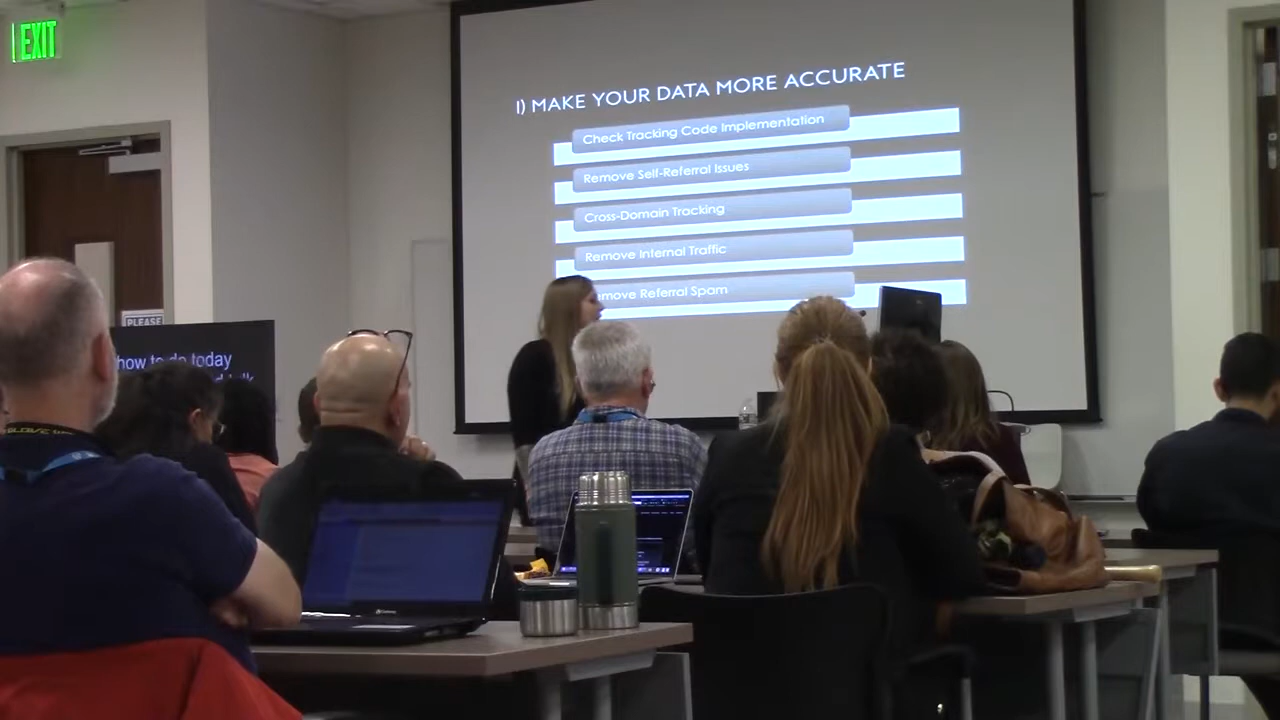 EXIT
I) MAKE YOUR DATA MORE ACCURATE
Check Tracking Code Implementation
Remove Self-Referral Issues
Cross-Domain Tracking
Remove Internal Traffic
move Referral Spam
PLEASE
how to do today